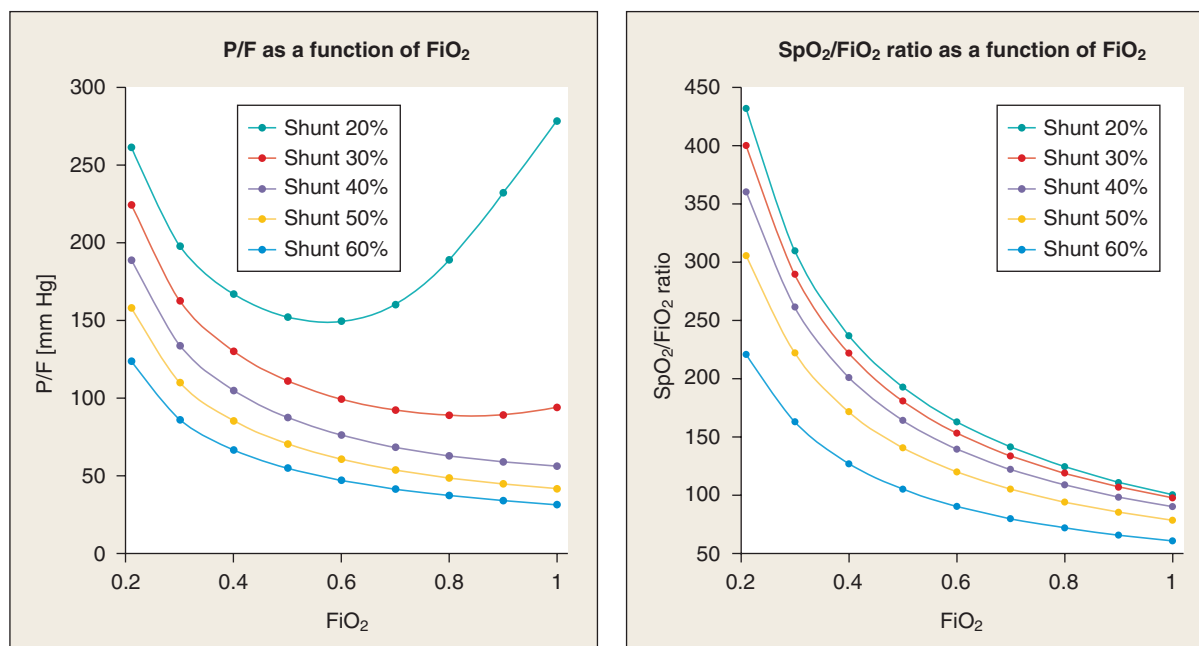 P/F as a function of FiO₂
P/F [mm Hg]
300
250
200
150
100
50
0
Shunt 20%
Shunt 30%
Shunt 40%
Shunt 50%
Shunt 60%
0.2
0.4
0.6
0.8
1
FiO₂
SpO₂/FiO₂ ratio as a function of FiO₂
SpO₂/FiO₂ ratio
450
400
350
300
250
200
150
100
50
Shunt 20%
Shunt 30%
Shunt 40%
Shunt 50%
Shunt 60%
0.2
0.4
0.6
0.8
1
FiO₂